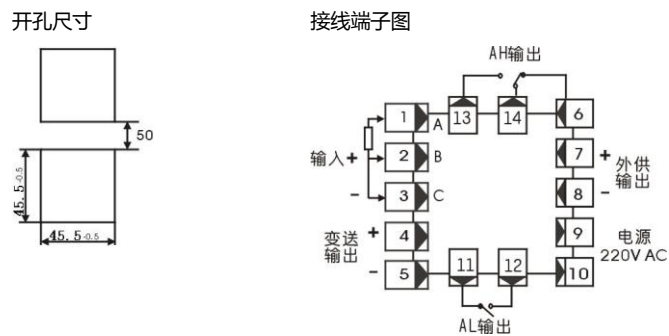 开孔尺寸
接线端子图
50
45.5-0.5
45.5-0.5
AH输出
1 A
2 B
3 C
4
5
输入 +
-
变送输出 +
-
13
14
6
7 +
8 -
外供输出
9
10
电源
220V AC
11
12
AL输出